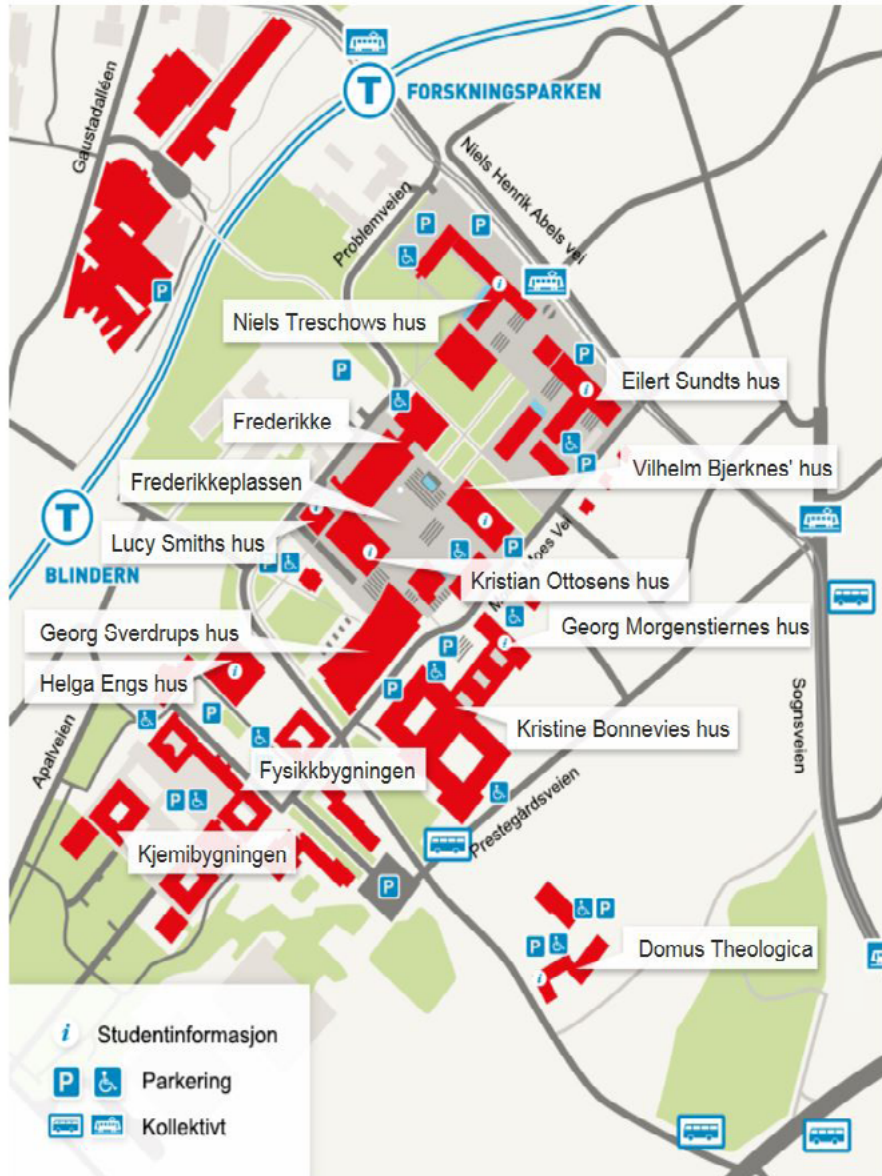 T
FORSKNINGSPARKEN
Gaustadalléen
Niels Henrik Abels vei
Problemveien
P
P
P
Niels Treschows hus
i
P
P
i
Eilert Sundts hus
Frederikke
P
Vilhelm Bjerknes' hus
Frederikkeplassen
T
BLINDERN
i
i
Lucy Smiths hus
P
i
P
Moes Vei
Kristian Ottosens hus
Georg Sverdrups hus
P
i
Georg Morgenstiernes hus
Helga Engs hus
i
P
P
Kristine Bonnevies hus
Sognsveien
Apalveien
Fysikkbygningen
P
Prestegårdsveien
Kjemibygningen
P
P
P
Domus Theologica
i
i Studentinformasjon
P Parkering
Kollektivt